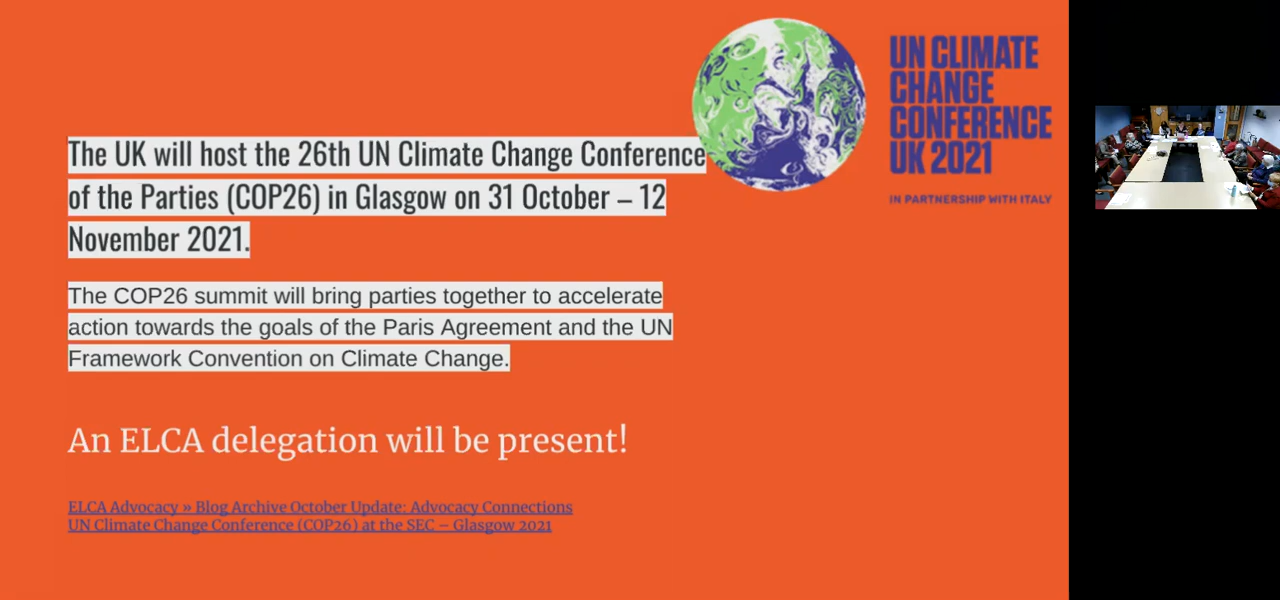 The UK will host the 26th UN Climate Change Conference
of the Parties (COP26) in Glasgow on 31 October – 12
November 2021.
The COP26 summit will bring parties together to accelerate
action towards the goals of the Paris Agreement and the UN
Framework Convention on Climate Change.
An ELCA delegation will be present!
ELCA Advocacy » Blog Archive October Update: Advocacy Connections
UN Climate Change Conference (COP26) at the SEC – Glasgow 2021
UN CLIMATE
CHANGE
CONFERENCE
UK 2021
IN PARTNERSHIP WITH ITALY